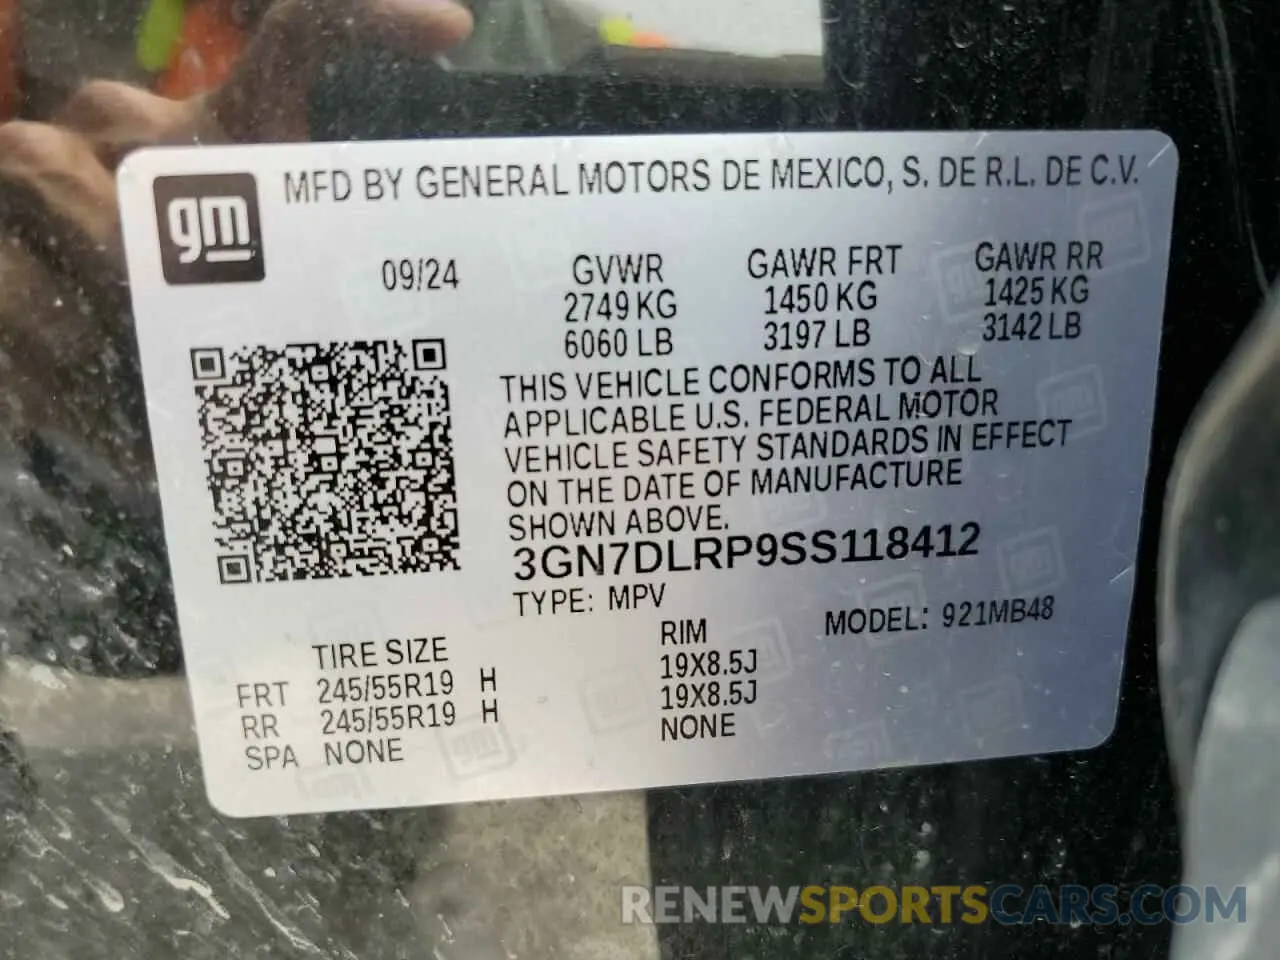 gm
MFD BY GENERAL MOTORS DE MEXICO, S. DE R.L. DE C.V.
09/24 GVWR GAWR FRT GAWR RR
2749 KG 1450 KG 1425 KG
6060 LB 3197 LB 3142 LB
THIS VEHICLE CONFORMS TO ALL
APPLICABLE U.S. FEDERAL MOTOR
VEHICLE SAFETY STANDARDS IN EFFECT
ON THE DATE OF MANUFACTURE
SHOWN ABOVE.
3GN7DLRP9SS118412
TYPE: MPV MODEL: 921MB48
TIRE SIZE RIM
FRT 245/55R19 H 19X8.5J
RR 245/55R19 H 19X8.5J
SPA NONE NONE
RENEWSPORTSCARS.COM